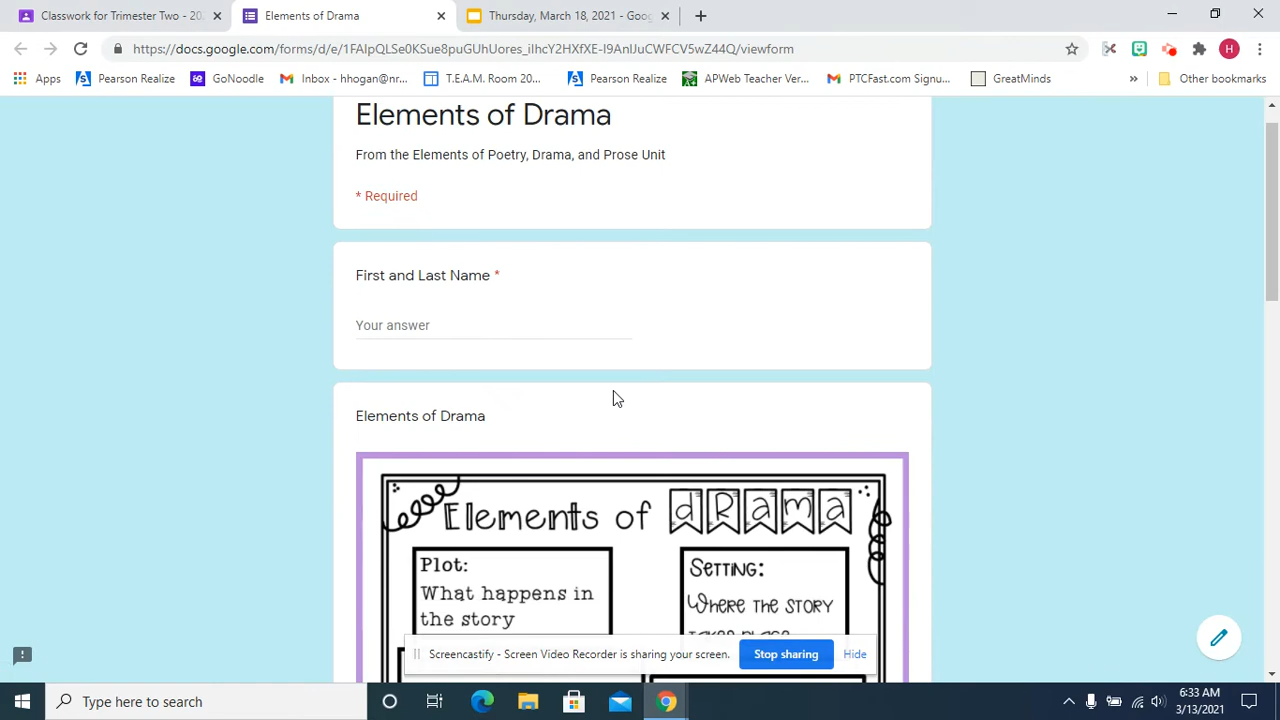 Classwork for Trimester Two - 20
Elements of Drama
Thursday, March 18, 2021 - Goo
https://docs.google.com/forms/d/e/1FAIpQLSe0KSue8puGUhUores_ilhcY2HXfXE-I9AnIJuCWFCV5wZ44Q/viewform
H
Apps
Pearson Realize
GoNoodle
Inbox - hhogan@nr...
T.E.A.M. Room 20...
Pearson Realize
APWeb Teacher Ver...
PTCFast.com Signu...
GreatMinds
Other bookmarks
Elements of Drama
From the Elements of Poetry, Drama, and Prose Unit
* Required
First and Last Name *
Your answer
Elements of Drama
Elements of dRama
Plot:
What happens in
the story
Setting:
Where the story
takes place
Screencastify - Screen Video Recorder is sharing your screen.
Stop sharing
Hide
Type here to search
6:33 AM
3/13/2021